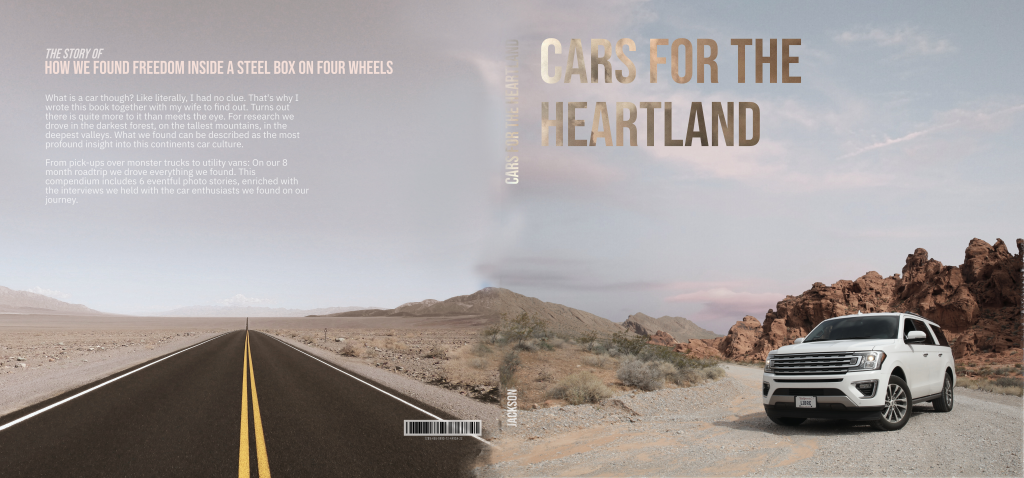 THE STORY OF
HOW WE FOUND FREEDOM INSIDE A STEEL BOX ON FOUR WHEELS
What is a car though? Like literally, I had no clue. That's why I
wrote this book together with my wife to find out. Turns out
there is quite more to it than meets the eye. For research we
drove in the darkest forest, on the tallest mountains, in the
deepest valleys. What we found can be described as the most
profound insight into this continents car culture.
From pick-ups over monster trucks to utility vans: On our 8
month roadtrip we drove everything we found. This
compendium includes 6 eventful photo stories, enriched with
the interviews we held with the car enthusiasts we found on our
journey.
CARS FOR THE HEARTLAND
JACKSON
CARS FOR THE
HEARTLAND